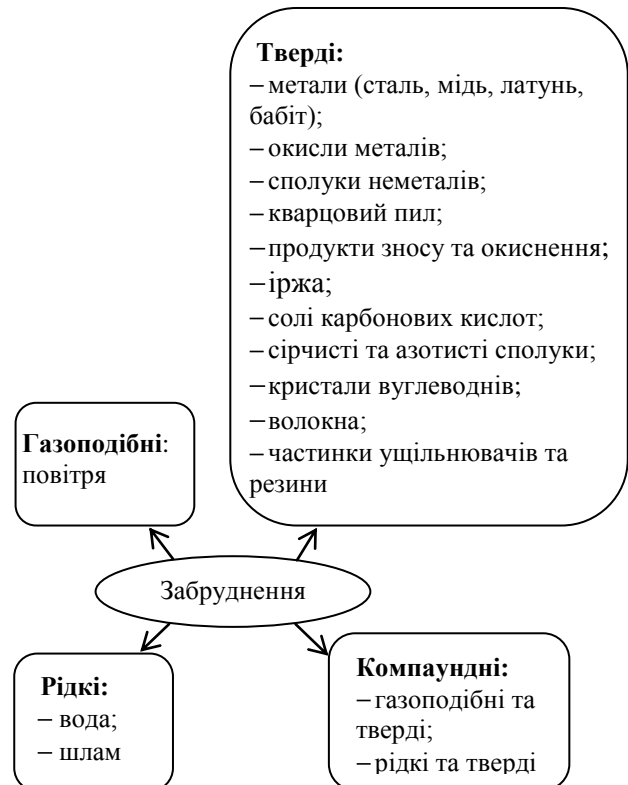 Тверді:
– метали (сталь, мідь, латунь,
бабіт);
– окисли металів;
– сполуки неметалів;
– кварцовий пил;
– продукти зносу та окиснення;
– іржа;
– солі карбонових кислот;
– сірчисті та азотисті сполуки;
– кристали вуглеводнів;
– волокна;
– частинки ущільнювачів та
резини
Газоподібні:
повітря
Забруднення
Рідкі:
– вода;
– шлам
Компаундні:
– газоподібні та
тверді;
– рідкі та тверді